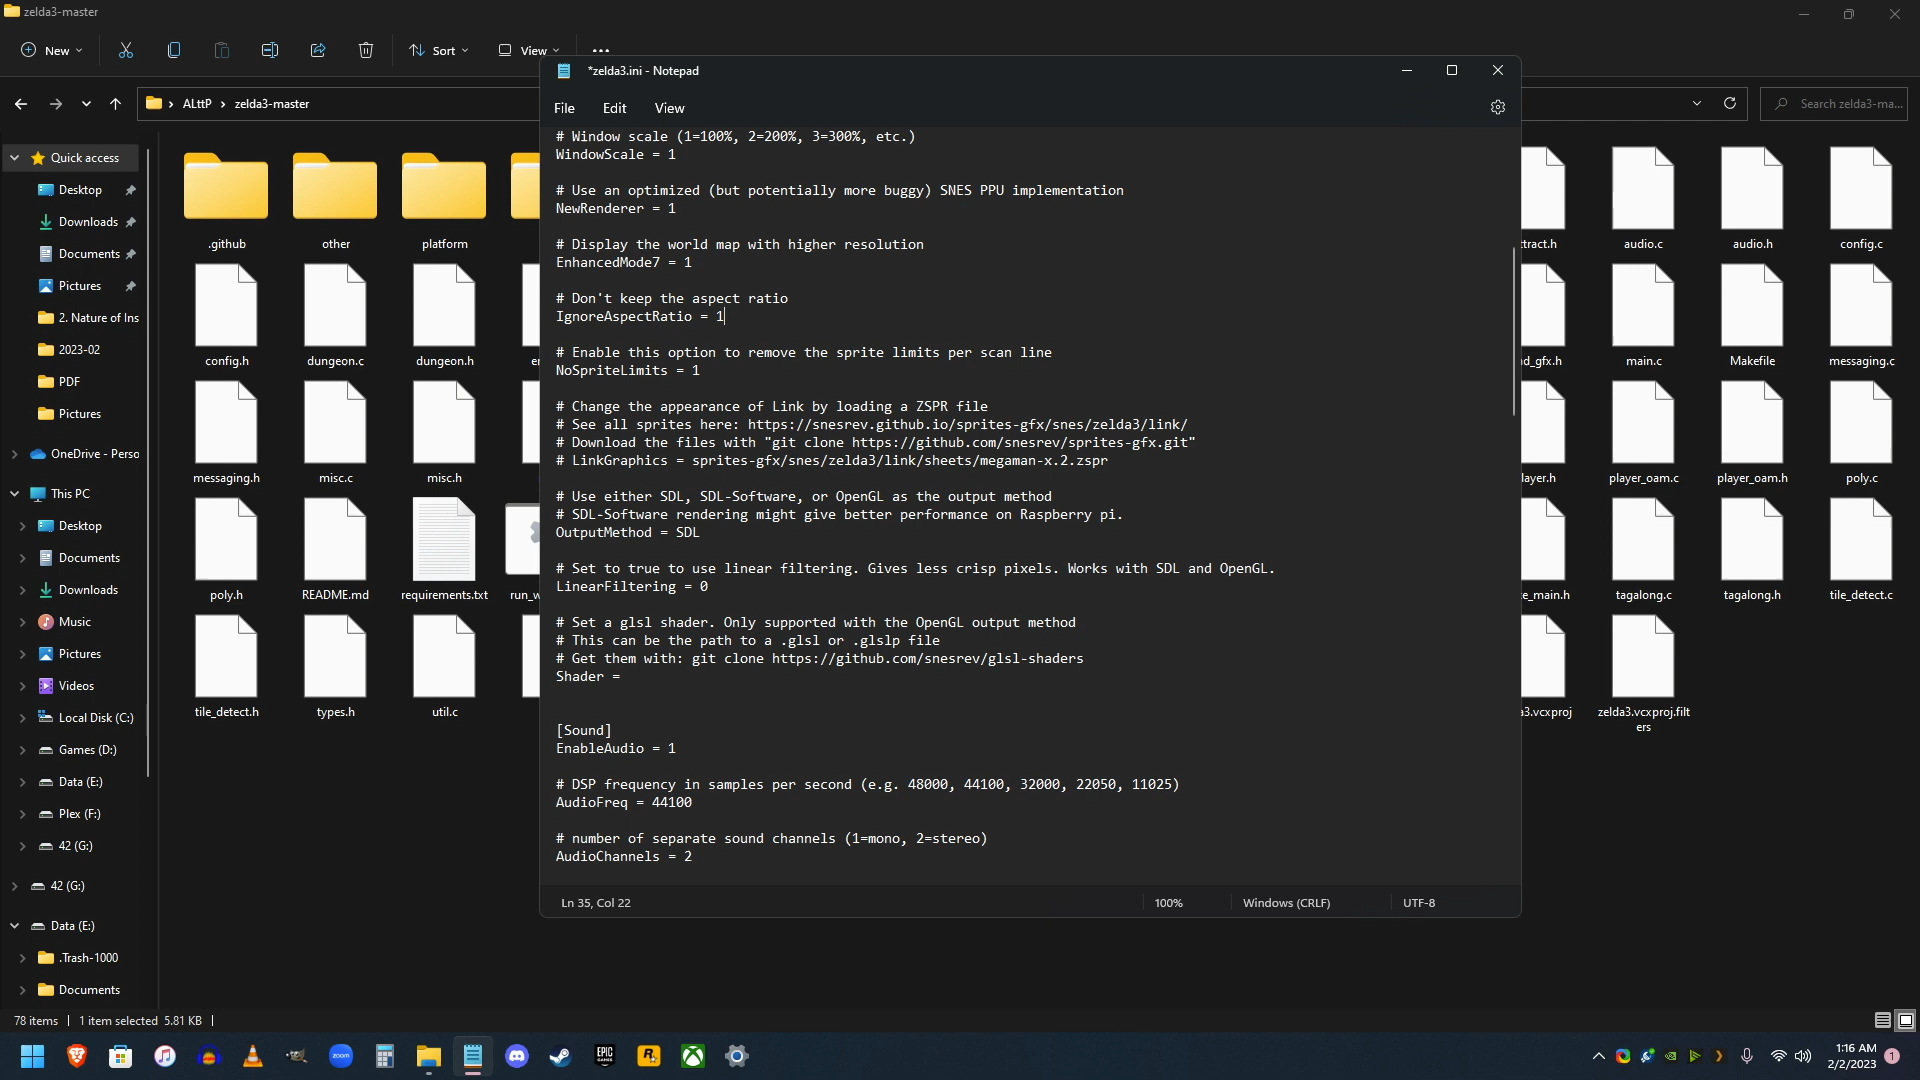 zelda3-master
New
Sort
View
ALttP
zelda3-master
Search zelda3-ma...
Quick access
Desktop
Downloads
Documents
Pictures
2. Nature of Ins
2023-02
PDF
Pictures
OneDrive - Perso
This PC
Desktop
Documents
Downloads
Music
Pictures
Videos
Local Disk (C:)
Games (D:)
Data (E:)
Plex (F:)
42 (G:)
42 (G:)
Data (E:)
.Trash-1000
Documents
.github
other
platform
tract.h
audio.c
audio.h
config.c
config.h
dungeon.c
dungeon.h
d_gfx.h
main.c
Makefile
messaging.c
messaging.h
misc.c
misc.h
layer.h
player_oam.c
player_oam.h
poly.c
poly.h
README.md
requirements.txt
run_w
e_main.h
tagalong.c
tagalong.h
tile_detect.c
tile_detect.h
types.h
util.c
a3.vcxproj
zelda3.vcxproj.filt
ers
*zelda3.ini - Notepad
File
Edit
View
# Window scale (1=100%, 2=200%, 3=300%, etc.)
WindowScale = 1
# Use an optimized (but potentially more buggy) SNES PPU implementation
NewRenderer = 1
# Display the world map with higher resolution
EnhancedMode7 = 1
# Don't keep the aspect ratio
IgnoreAspectRatio = 1
# Enable this option to remove the sprite limits per scan line
NoSpriteLimits = 1
# Change the appearance of Link by loading a ZSPR file
# See all sprites here: https://snesrev.github.io/sprites-gfx/snes/zelda3/link/
# Download the files with "git clone https://github.com/snesrev/sprites-gfx.git"
# LinkGraphics = sprites-gfx/snes/zelda3/link/sheets/megaman-x.2.zspr
# Use either SDL, SDL-Software, or OpenGL as the output method
# SDL-Software rendering might give better performance on Raspberry pi.
OutputMethod = SDL
# Set to true to use linear filtering. Gives less crisp pixels. Works with SDL and OpenGL.
LinearFiltering = 0
# Set a glsl shader. Only supported with the OpenGL output method
# This can be the path to a .glsl or .glslp file
# Get them with: git clone https://github.com/snesrev/glsl-shaders
Shader =
[Sound]
EnableAudio = 1
# DSP frequency in samples per second (e.g. 48000, 44100, 32000, 22050, 11025)
AudioFreq = 44100
# number of separate sound channels (1=mono, 2=stereo)
AudioChannels = 2
Ln 35, Col 22
100%
Windows (CRLF)
UTF-8
78 items
1 item selected 5.81 KB
zoom
EPIC
GAMES
1:16 AM
2/2/2023
1